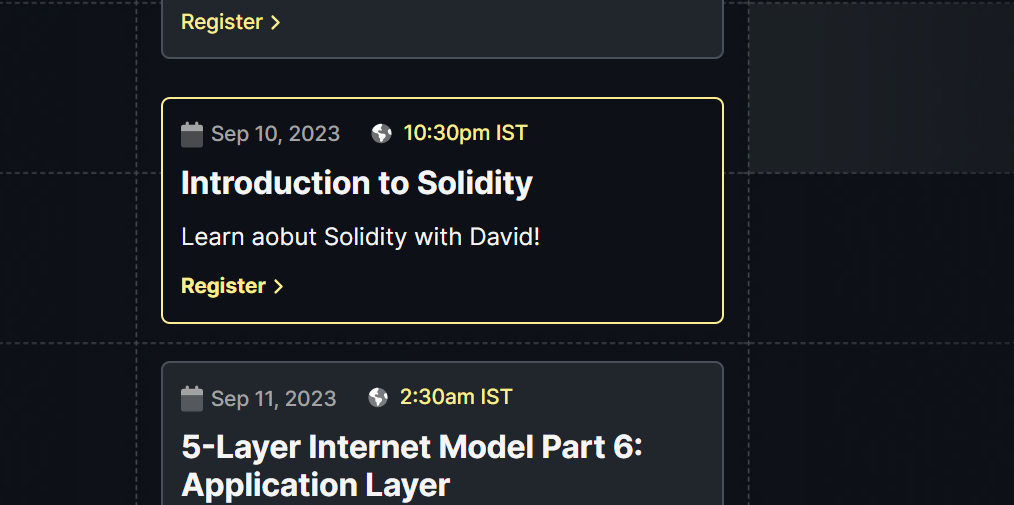 Register
Sep 10, 2023 10:30pm IST
Introduction to Solidity
Learn aobut Solidity with David!
Register
Sep 11, 2023 2:30am IST
5-Layer Internet Model Part 6:
Application Layer